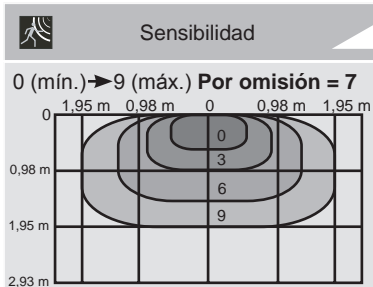 Sensibilidad
0 (mín.)➔9 (máx.) Por omisión = 7
1,95 m 0,98 m 0 0,98 m 1,95 m
0
0
3
0,98 m
6
9
1,95 m
2,93 m